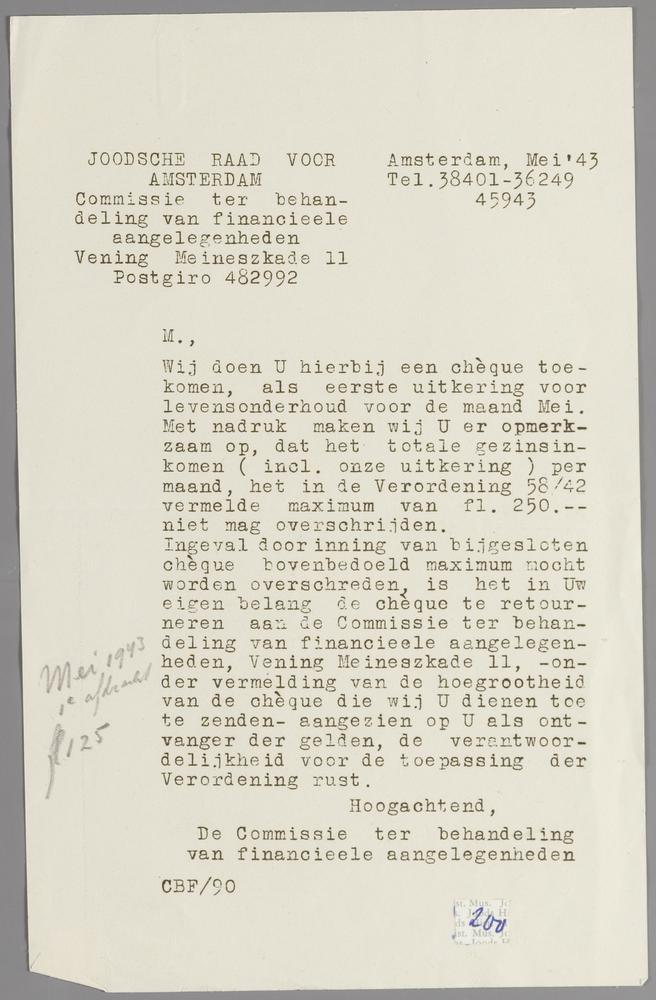 JOODSCHE RAAD VOOR
AMSTERDAM
Commissie ter behan-
deling van financieele
aangelegenheden
Vening Meineszkade 11
Postgiro 482992
Amsterdam, Mei'43
Tel.38401-36249
45943
M.,
Wij doen U hierbij een chèque toe-
komen, als eerste uitkering voor
levensonderhoud voor de maand Mei.
Met nadruk maken wij U er opmerk-
zaam op, dat het totale gezinsin-
komen ( incl. onze uitkering ) per
maand, het in de Verordening 58/42
vermelde maximum van fl. 250.--
niet mag overschrijden.
Ingeval door inning van bijgesloten
chèque bovenbedoeld maximum mocht
worden overschreden, is het in Uw
eigen belang de chèque te retour-
neren aan de Commissie ter behan-
deling van financieele aangelegen-
heden, Vening Meineszkade 11, -on-
der vermelding van de hoegrootheid
van de chèque die wij U dienen toe
te zenden- aangezien op U als ont-
vanger der gelden, de verantwoor-
delijkheid voor de toepassing der
Verordening rust.
Hoogachtend,
De Commissie ter behandeling
van financieele aangelegenheden
CBF/90
Mei 1943
1e afdracht
f 125
200